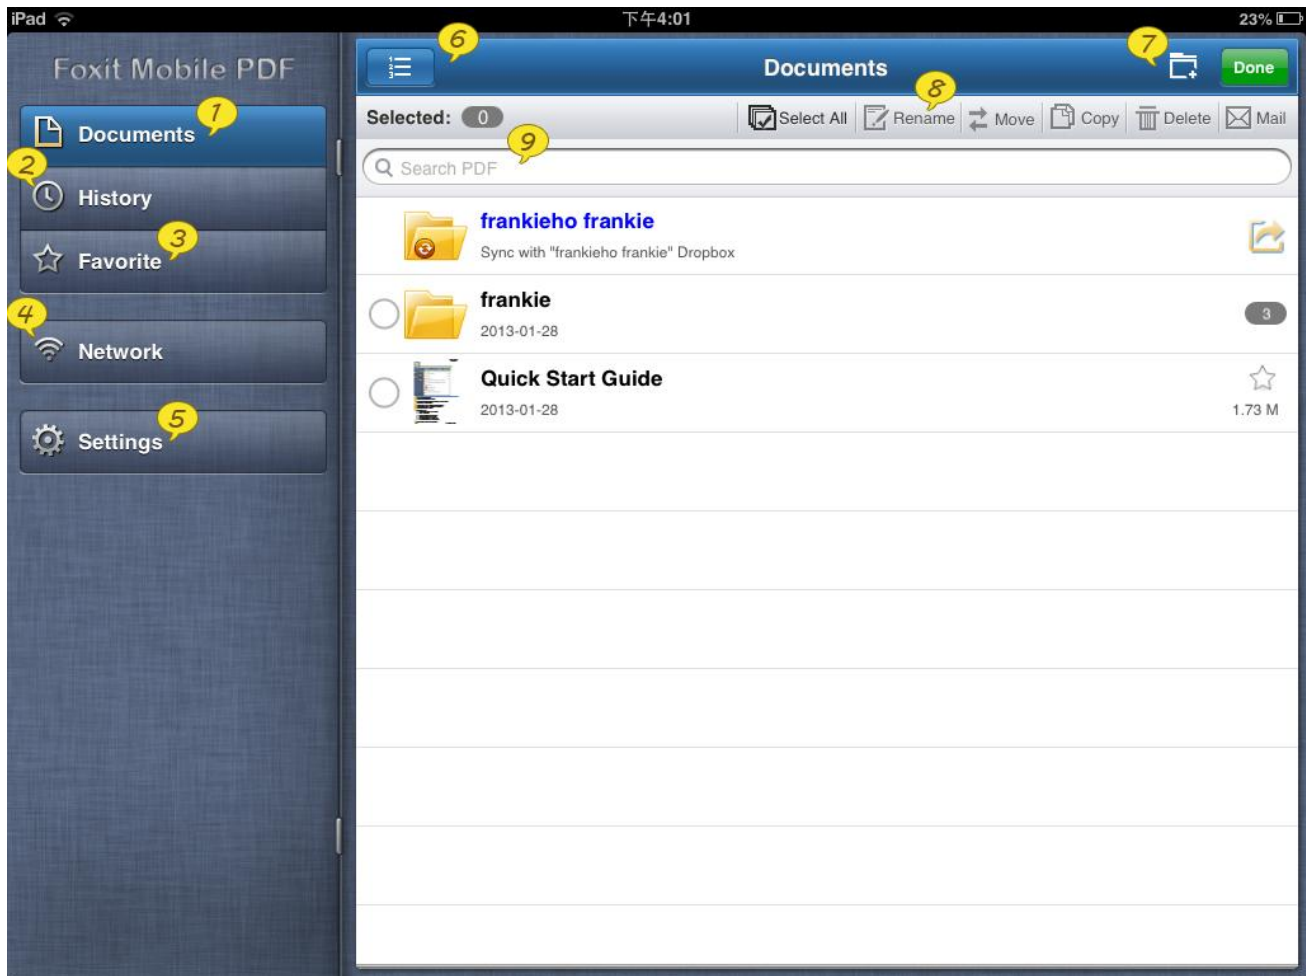 iPad 下午4:01 23%
Foxit Mobile PDF
1
Documents
2
History
3
Favorite
4
Network
5
Settings
6
Documents
7
Done
Selected: 0
Select All
8
Rename
Move
Copy
Delete
Mail
9
Search PDF
frankieho frankie
Sync with "frankieho frankie" Dropbox
frankie
2013-01-28
3
Quick Start Guide
2013-01-28
1.73 M